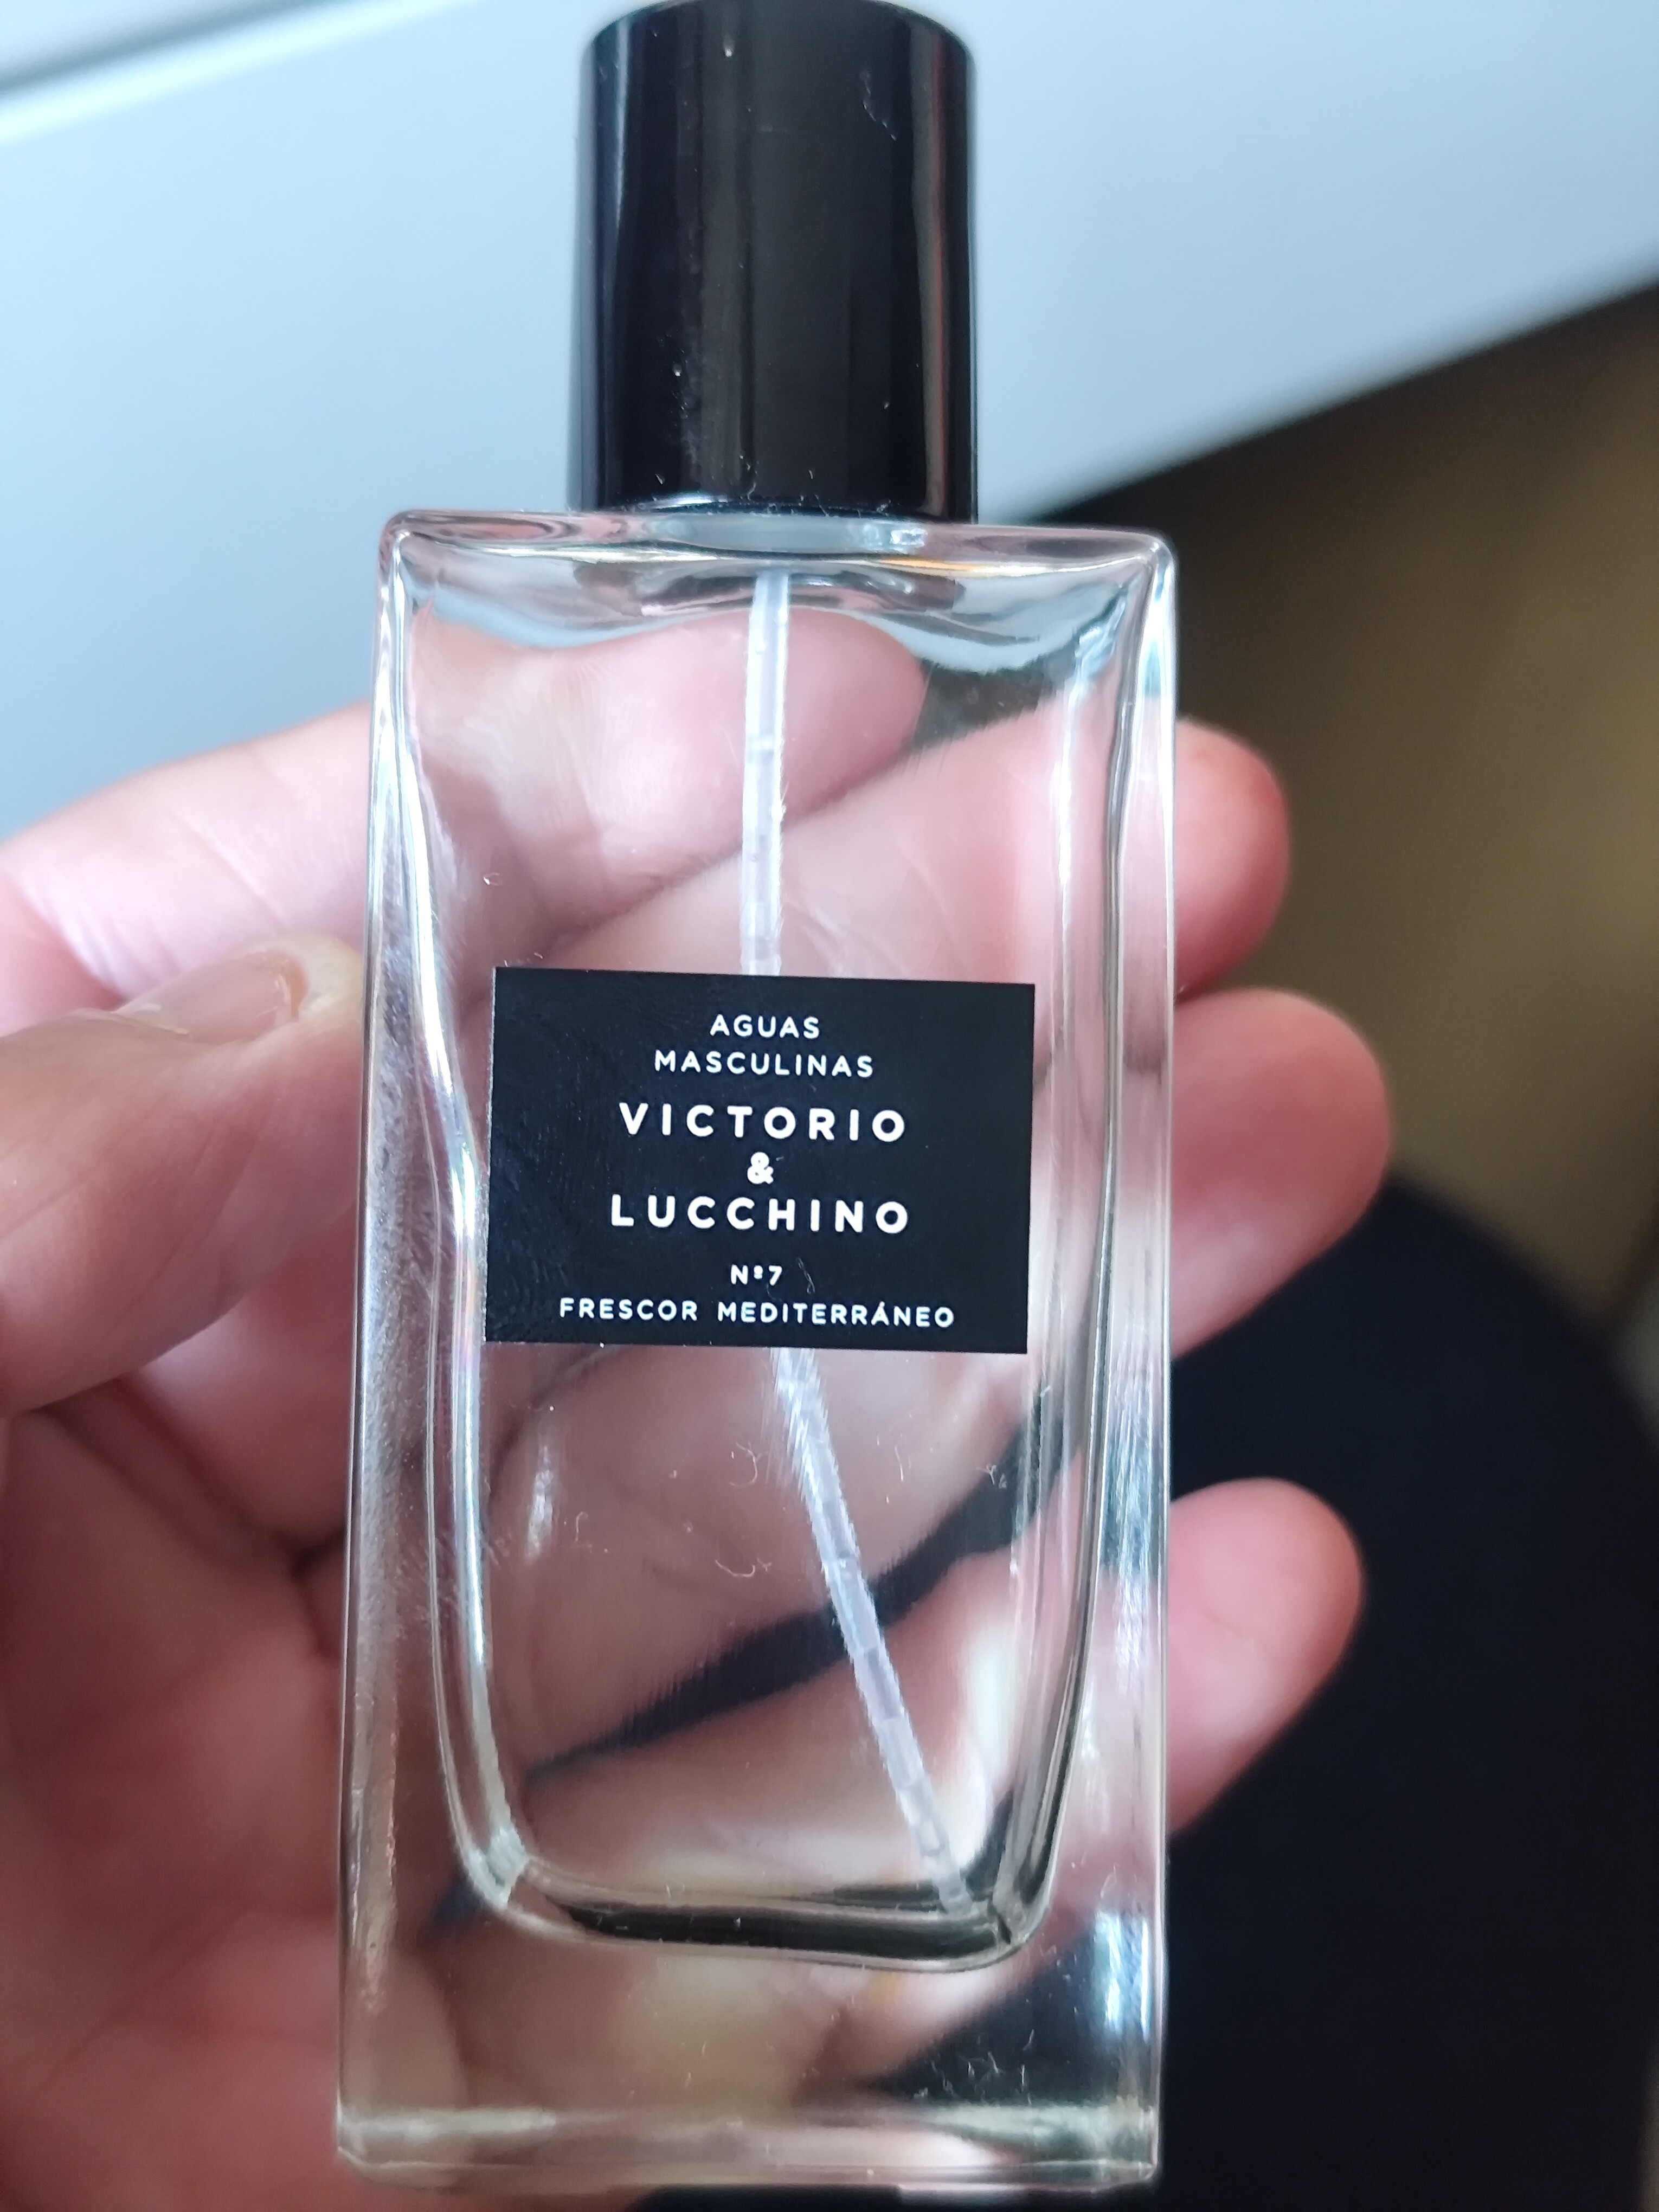 AGUAS
MASCULINAS
VICTORIO
&
LUCCHINO
Nº7
FRESCOR MEDITERRÁNEO